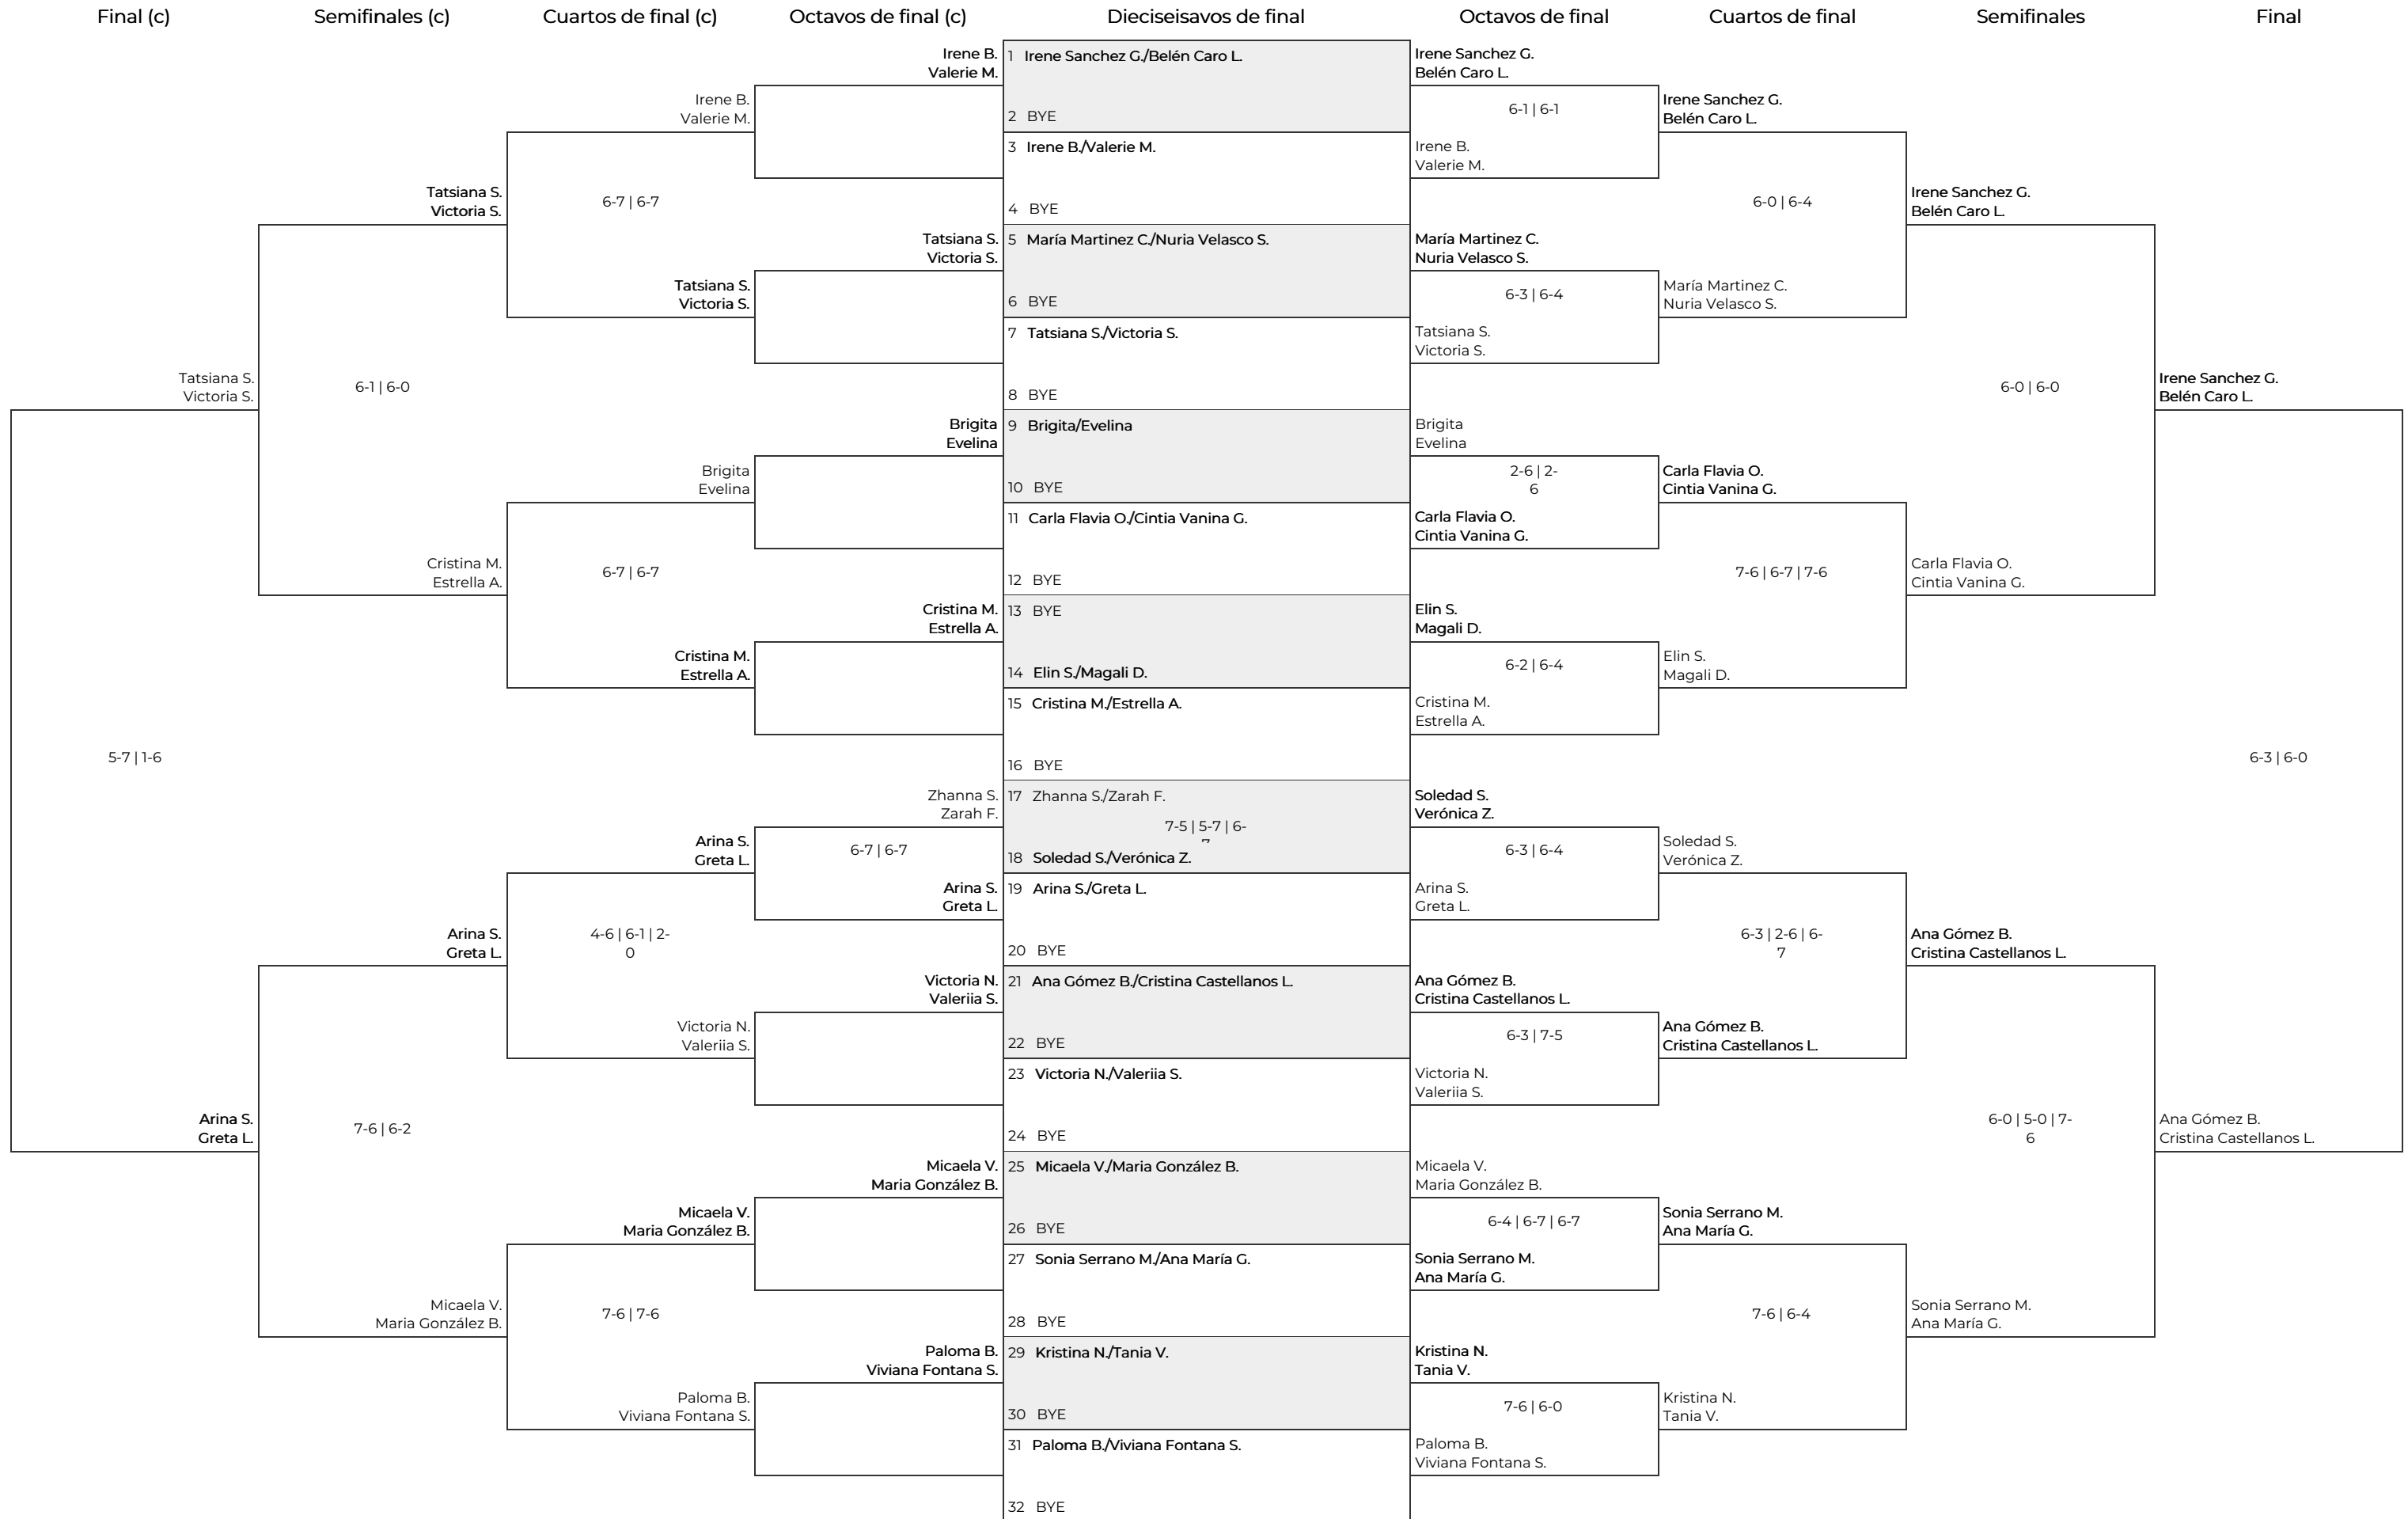 Final (c)
Semifinales (c)
Cuartos de final (c)
Octavos de final (c)
Dieciseisavos de final
Octavos de final
Cuartos de final
Semifinales
Final
Tatsiana S.
Victoria S.
5-7 | 1-6
Arina S.
Greta L.
Tatsiana S.
Victoria S.
6-1 | 6-0
Cristina M.
Estrella A.
Arina S.
Greta L.
7-6 | 6-2
Micaela V.
Maria González B.
Irene B.
Valerie M.
6-7 | 6-7
Tatsiana S.
Victoria S.
Brigita
Evelina
6-7 | 6-7
Cristina M.
Estrella A.
Arina S.
Greta L.
4-6 | 6-1 | 2-
0
Victoria N.
Valeriia S.
Micaela V.
Maria González B.
7-6 | 7-6
Paloma B.
Viviana Fontana S.
Irene B.
Valerie M.
Tatsiana S.
Victoria S.
Brigita
Evelina
Cristina M.
Estrella A.
Zhanna S.
Zarah F.
6-7 | 6-7
Arina S.
Greta L.
Victoria N.
Valeriia S.
Micaela V.
Maria González B.
Paloma B.
Viviana Fontana S.
1 Irene Sanchez G./Belén Caro L.
2 BYE
3 Irene B./Valerie M.
4 BYE
5 María Martinez C./Nuria Velasco S.
6 BYE
7 Tatsiana S./Victoria S.
8 BYE
9 Brigita/Evelina
10 BYE
11 Carla Flavia O./Cintia Vanina G.
12 BYE
13 BYE
14 Elin S./Magali D.
15 Cristina M./Estrella A.
16 BYE
17 Zhanna S./Zarah F.
7-5 | 5-7 | 6-
7
18 Soledad S./Verónica Z.
19 Arina S./Greta L.
20 BYE
21 Ana Gómez B./Cristina Castellanos L.
22 BYE
23 Victoria N./Valeriia S.
24 BYE
25 Micaela V./Maria González B.
26 BYE
27 Sonia Serrano M./Ana María G.
28 BYE
29 Kristina N./Tania V.
30 BYE
31 Paloma B./Viviana Fontana S.
32 BYE
Irene Sanchez G.
Belén Caro L.
6-1 | 6-1
Irene B.
Valerie M.
María Martinez C.
Nuria Velasco S.
6-3 | 6-4
Tatsiana S.
Victoria S.
Brigita
Evelina
2-6 | 2-
6
Carla Flavia O.
Cintia Vanina G.
Elin S.
Magali D.
6-2 | 6-4
Cristina M.
Estrella A.
Soledad S.
Verónica Z.
6-3 | 6-4
Arina S.
Greta L.
Ana Gómez B.
Cristina Castellanos L.
6-3 | 7-5
Victoria N.
Valeriia S.
Micaela V.
Maria González B.
6-4 | 6-7 | 6-7
Sonia Serrano M.
Ana María G.
Kristina N.
Tania V.
7-6 | 6-0
Paloma B.
Viviana Fontana S.
Irene Sanchez G.
Belén Caro L.
6-0 | 6-4
María Martinez C.
Nuria Velasco S.
Carla Flavia O.
Cintia Vanina G.
7-6 | 6-7 | 7-6
Elin S.
Magali D.
Soledad S.
Verónica Z.
6-3 | 2-6 | 6-
7
Ana Gómez B.
Cristina Castellanos L.
Sonia Serrano M.
Ana María G.
7-6 | 6-4
Kristina N.
Tania V.
Irene Sanchez G.
Belén Caro L.
6-0 | 6-0
Carla Flavia O.
Cintia Vanina G.
Ana Gómez B.
Cristina Castellanos L.
6-0 | 5-0 | 7-
6
Sonia Serrano M.
Ana María G.
Irene Sanchez G.
Belén Caro L.
6-3 | 6-0
Ana Gómez B.
Cristina Castellanos L.